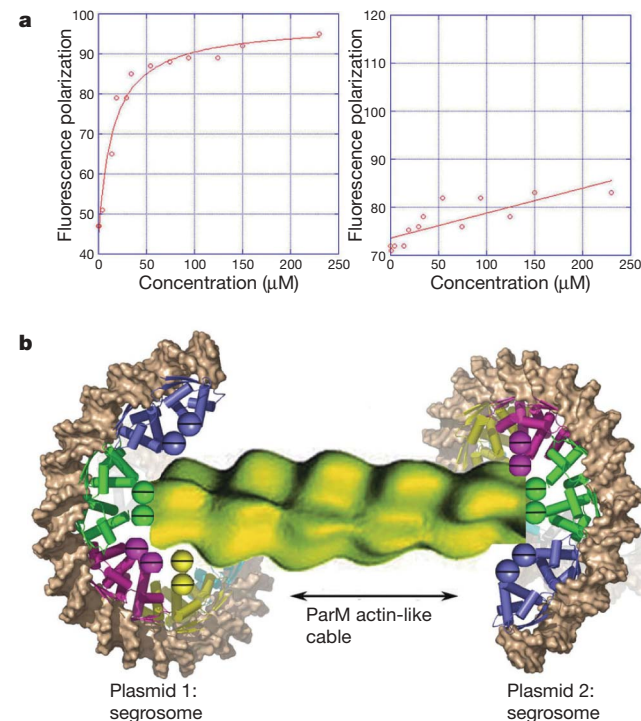 a
Fluorescence polarization
100
90
80
70
60
50
40
0
50
100
150
200
250
Concentration (μM)
Fluorescence polarization
120
110
100
90
80
70
0
50
100
150
200
250
Concentration (μM)
b
ParM actin-like
cable
Plasmid 1:
segrosome
Plasmid 2:
segrosome